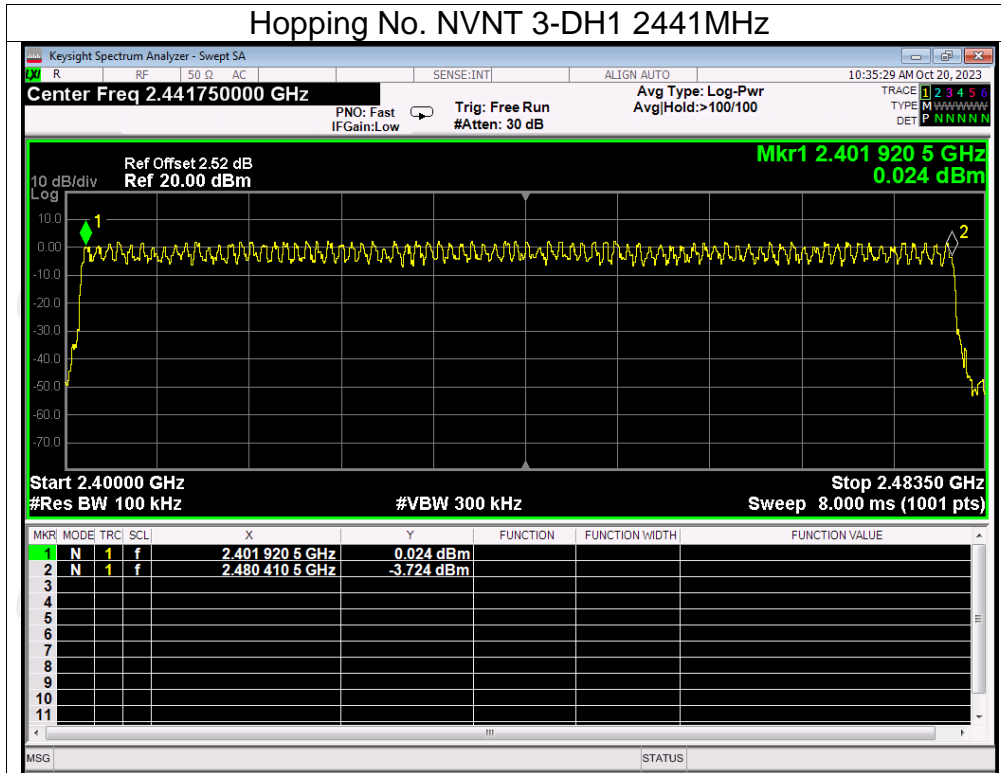 Hopping No. NVNT 3-DH1 2441MHz
Keysight Spectrum Analyzer - Swept SA
LXI R RF 50 Ω AC SENSE:INT ALIGN AUTO 10:35:29 AM Oct 20, 2023
Center Freq 2.441750000 GHz
PNO: Fast
IFGain:Low
Trig: Free Run
#Atten: 30 dB
Avg Type: Log-Pwr
Avg|Hold:>100/100
TRACE 1 2 3 4 5 6
TYPE M WWWWW
DET P N N N N N
Mkr1 2.401 920 5 GHz
0.024 dBm
Ref Offset 2.52 dB
Ref 20.00 dBm
10 dB/div
Log
10.0
0.00
-10.0
-20.0
-30.0
-40.0
-50.0
-60.0
-70.0
1
2
Start 2.40000 GHz Stop 2.48350 GHz
#Res BW 100 kHz #VBW 300 kHz Sweep 8.000 ms (1001 pts)
MKR MODE TRC SCL X Y FUNCTION FUNCTION WIDTH FUNCTION VALUE
1 N 1 f 2.401 920 5 GHz 0.024 dBm
2 N 1 f 2.480 410 5 GHz -3.724 dBm
3
4
5
6
7
8
9
10
11
MSG STATUS